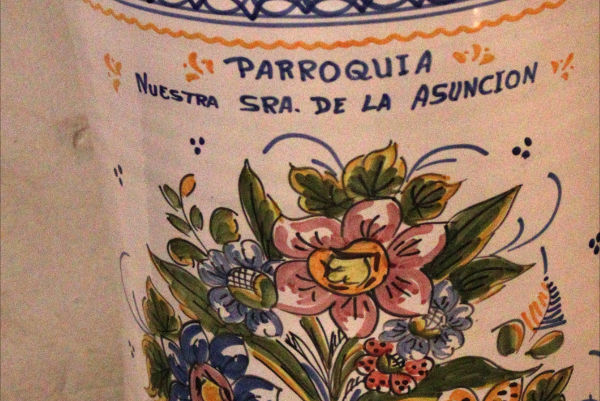 PARROQUIA
NUESTRA SRA. DE LA ASUNCION